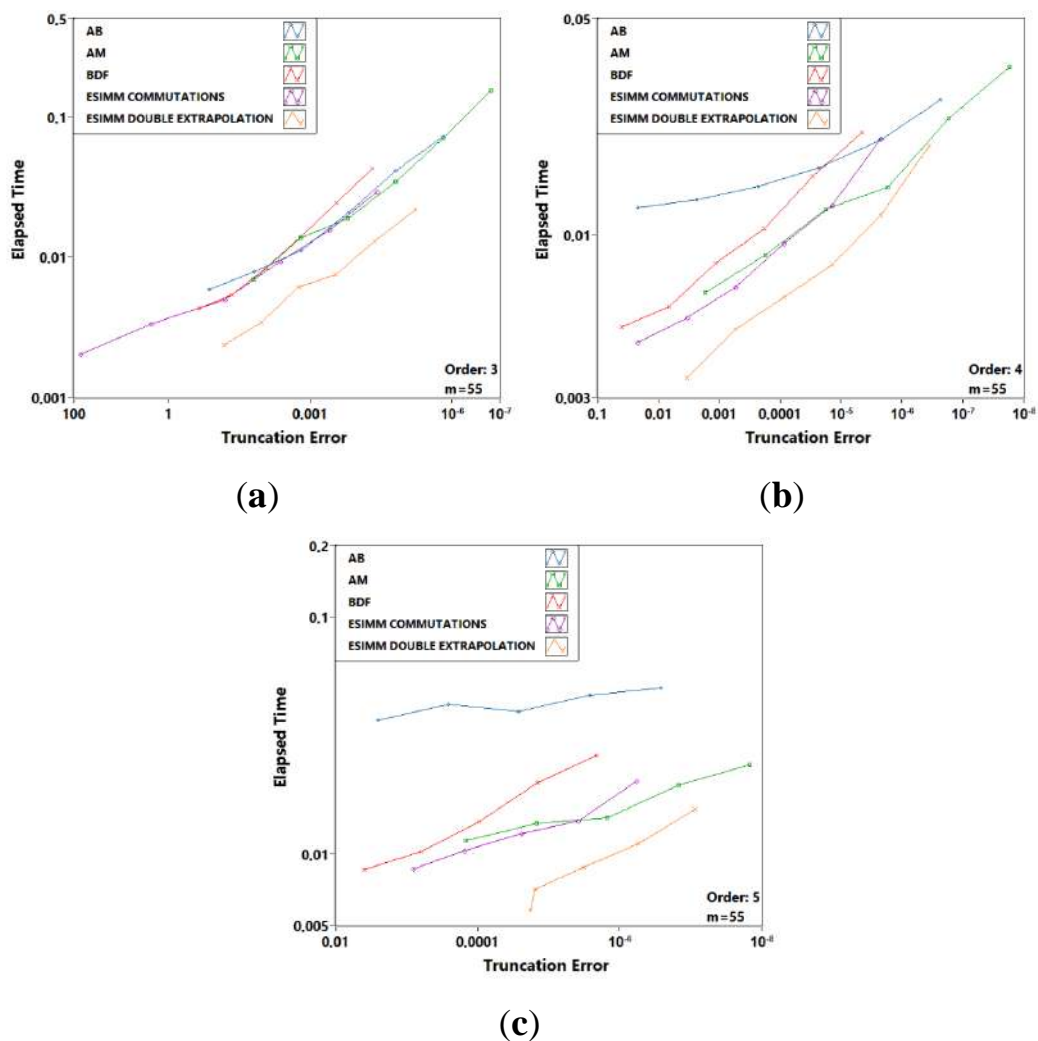 0,5
0,1
0,01
0,001
Elapsed Time
AB
AM
BDF
ESIMM COMMUTATIONS
ESIMM DOUBLE EXTRAPOLATION
Order: 3
m=55
100 1 0.001 10-6 10-7
Truncation Error
(a)
0,05
0,01
0,003
Elapsed Time
AB
AM
BDF
ESIMM COMMUTATIONS
ESIMM DOUBLE EXTRAPOLATION
Order: 4
m=55
0.1 0.01 0.001 0.0001 10-5 10-6 10-7 10-8
Truncation Error
(b)
0,2
0,1
0,01
0,005
Elapsed Time
AB
AM
BDF
ESIMM COMMUTATIONS
ESIMM DOUBLE EXTRAPOLATION
Order: 5
m=55
0.01 0.0001 10-6 10-8
Truncation Error
(c)